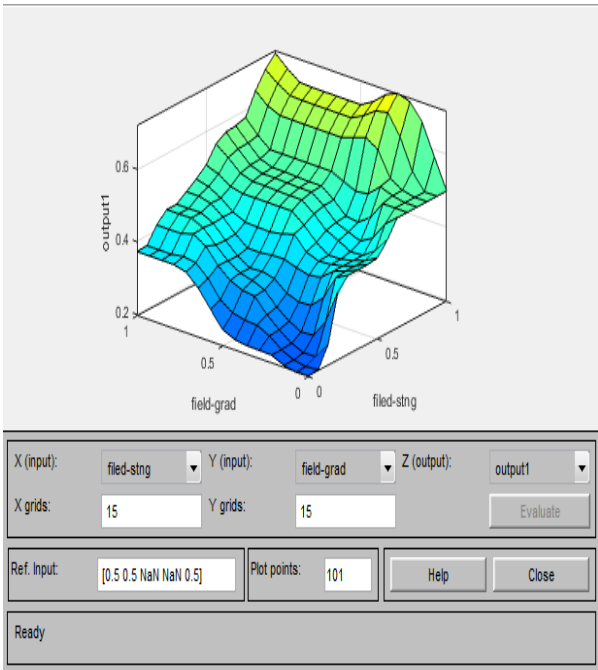 0.6
output1
0.4
0.2
1
0.5
0
field-grad
0
0.5
1
filed-stng
X (input): filed-stng Y (input): field-grad Z (output): output1
X grids: 15 Y grids: 15 Evaluate
Ref. Input: [0.5 0.5 NaN NaN 0.5] Plot points: 101 Help Close
Ready